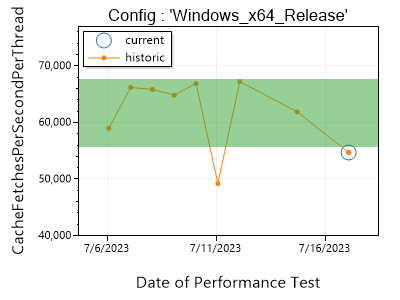 Config : 'Windows_x64_Release'
CacheFetchesPerSecondPerThread
current
historic
70,000
60,000
50,000
40,000
7/6/2023
7/11/2023
7/16/2023
Date of Performance Test